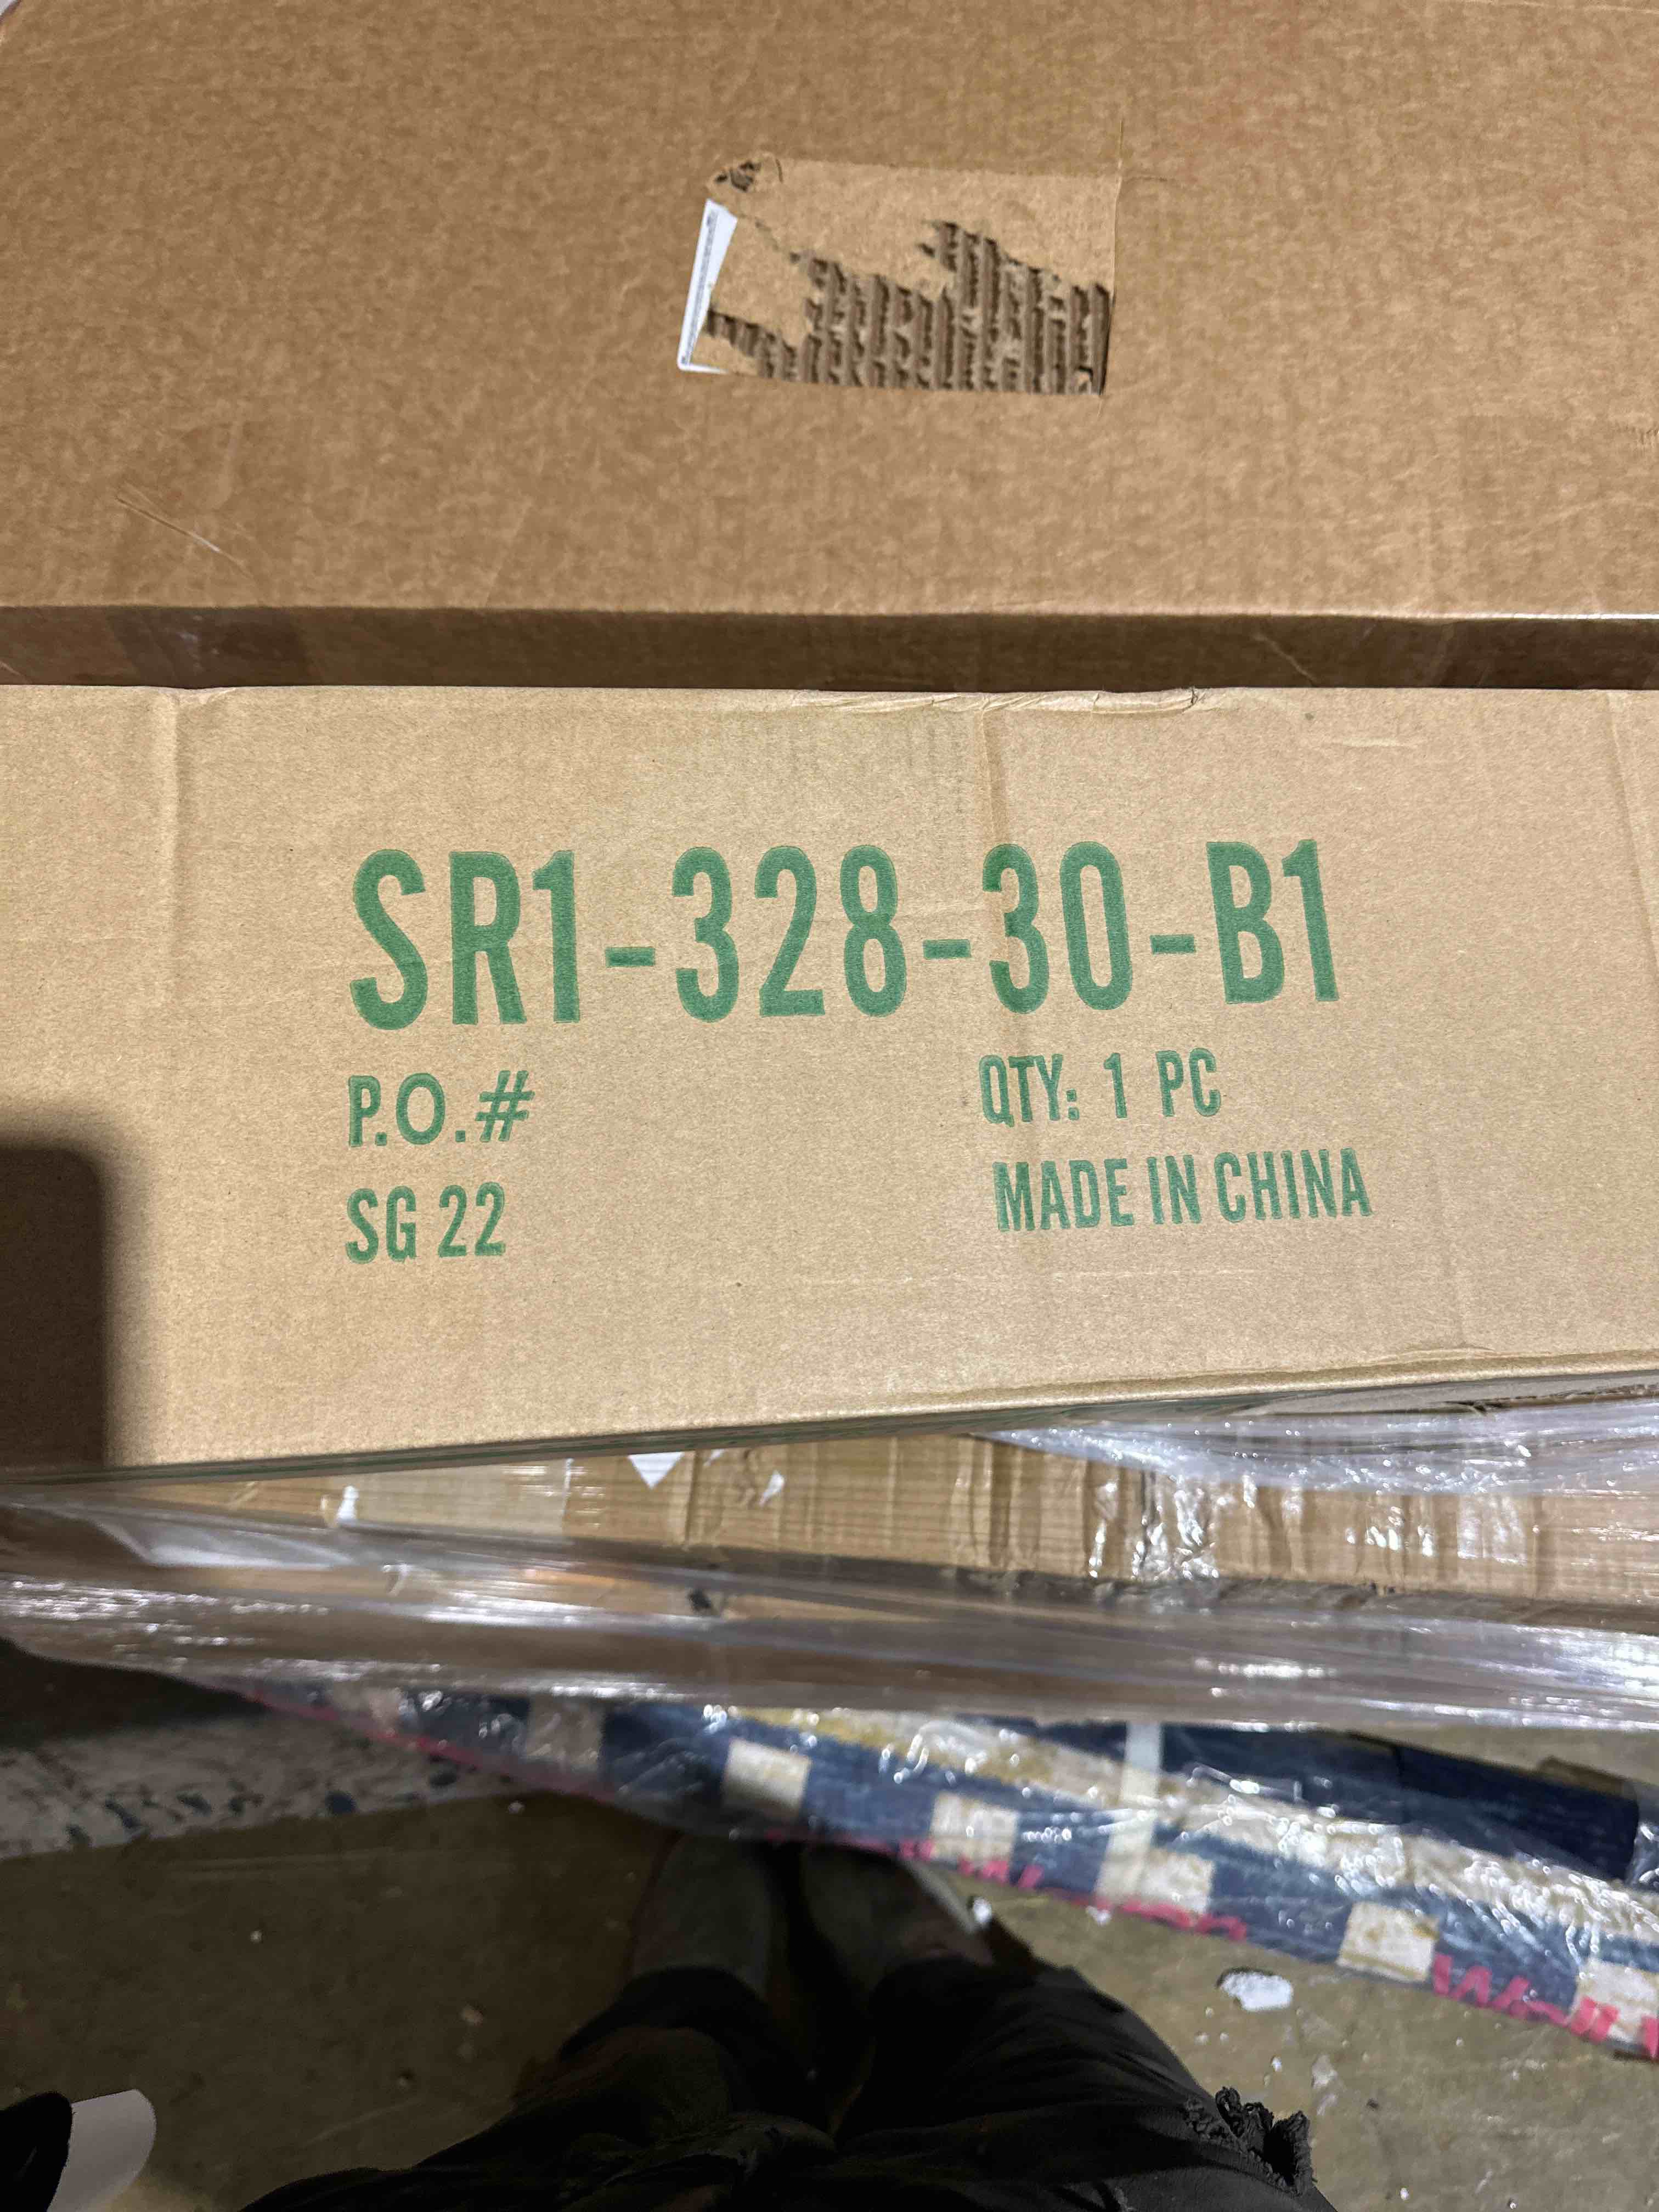 SR1-328-30-B1
P.O.#
QTY: 1 PC
SG 22
MADE IN CHINA